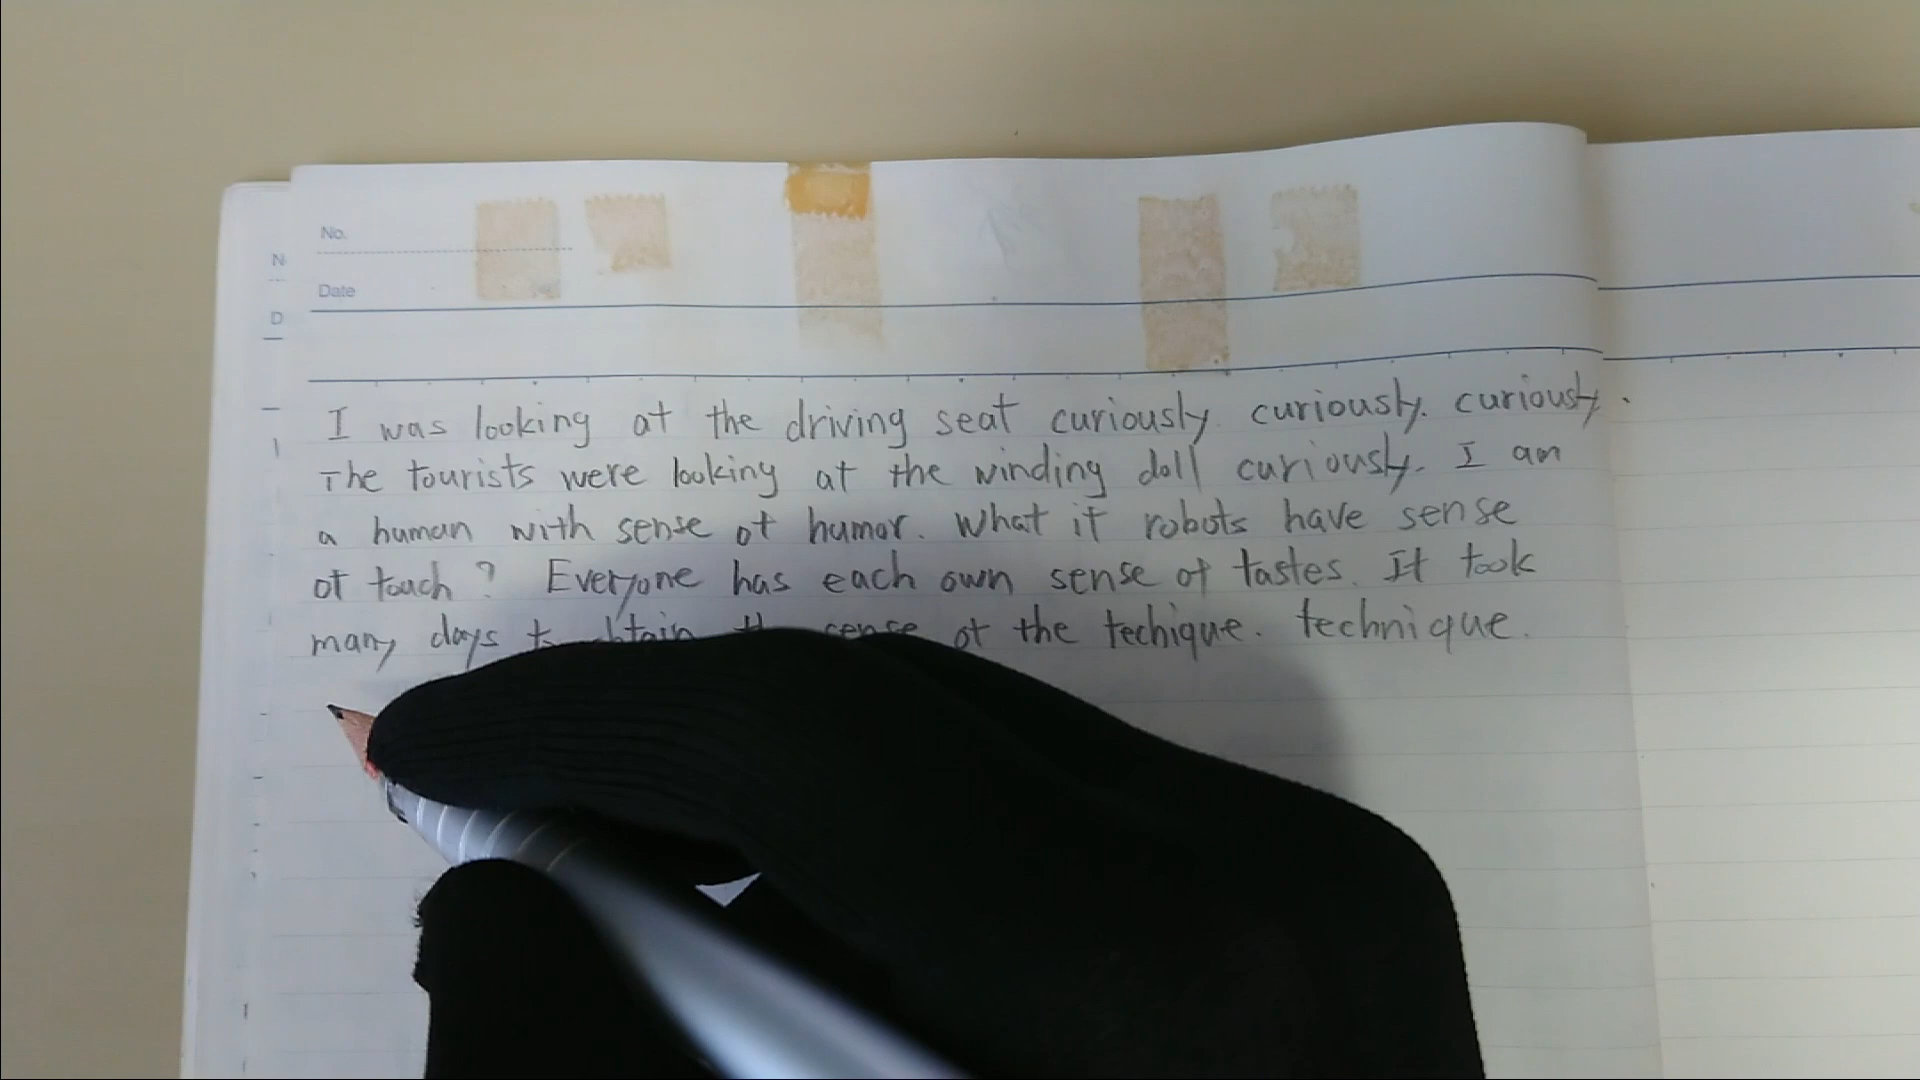 No.
Date
N
D
I was looking at the driving seat curiously. curiously. curiously.
The tourists were looking at the winding doll curiously. I am
a human with sense of humor. What if robots have sense
of touch? Everyone has each own sense of tastes. It took
many days sense of the techique. technique.